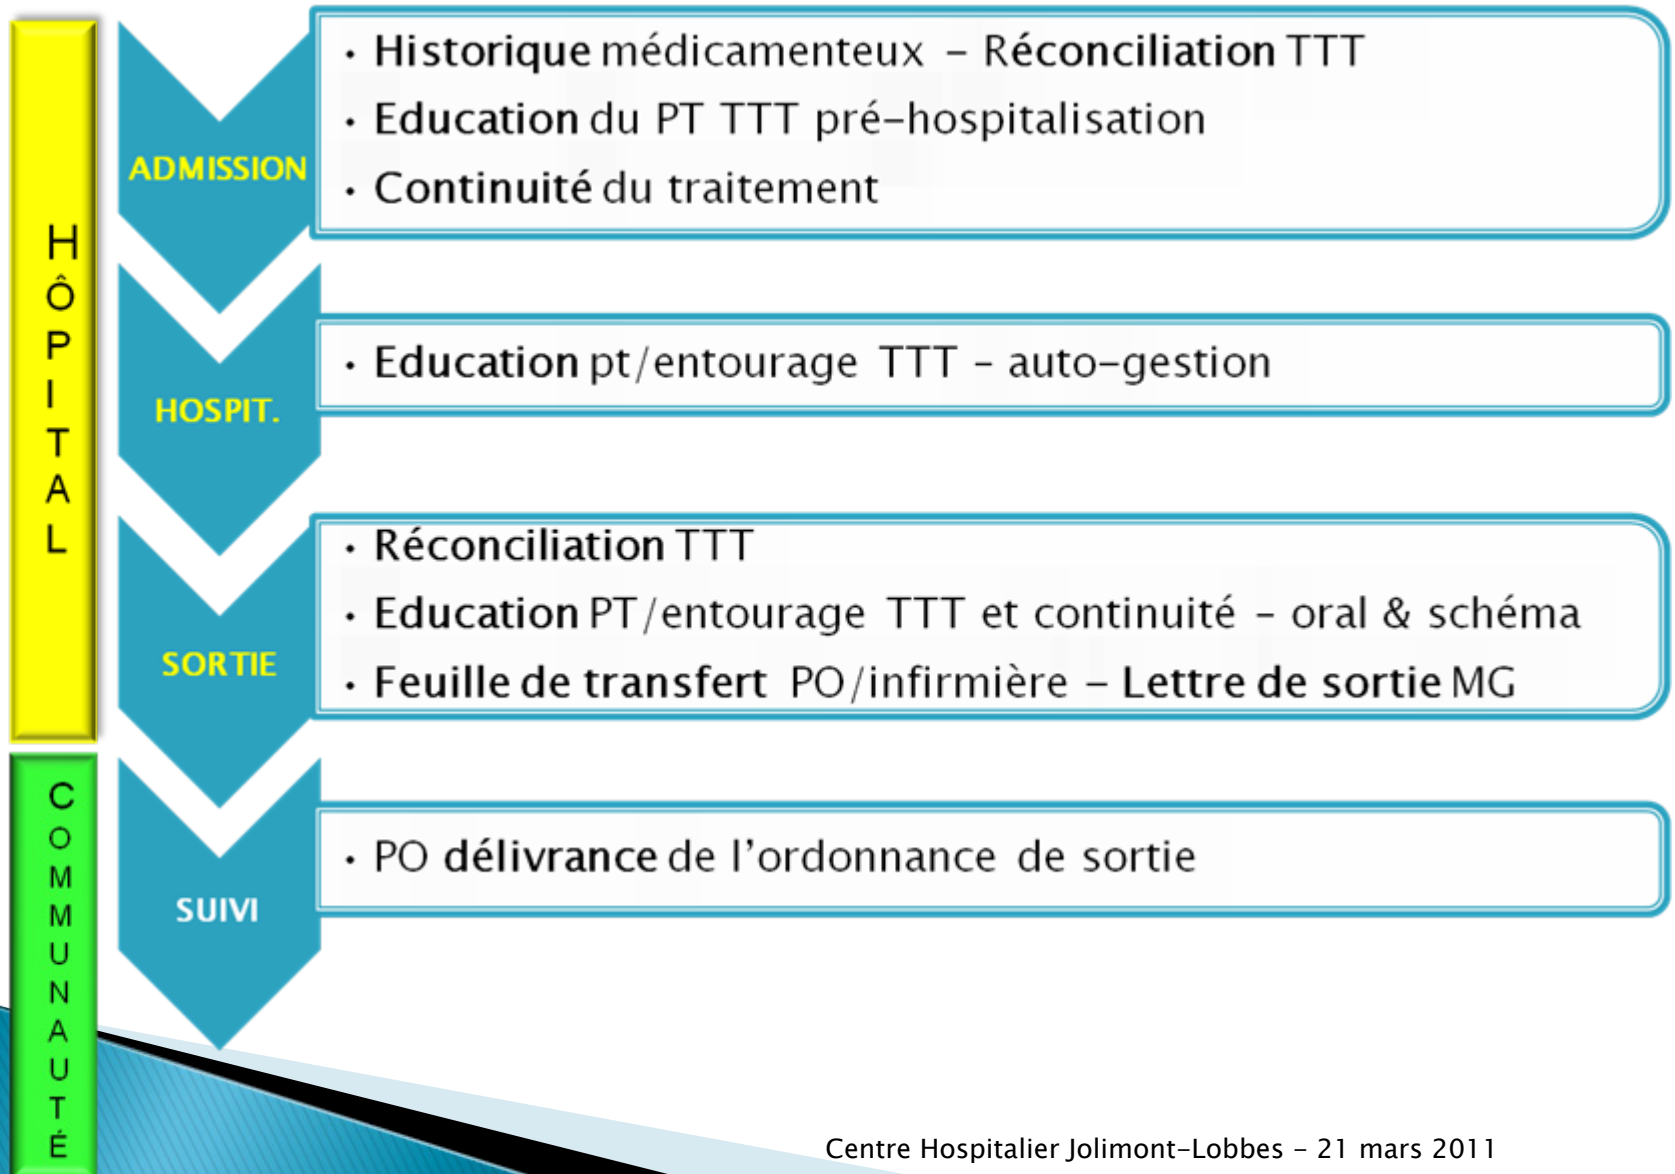 HÔPITAL
ADMISSION
• Historique médicamenteux – Réconciliation TTT
• Education du PT TTT pré-hospitalisation
• Continuité du traitement
HOSPIT.
• Education pt/entourage TTT – auto-gestion
SORTIE
• Réconciliation TTT
• Education PT/entourage TTT et continuité – oral & schéma
• Feuille de transfert PO/infirmière – Lettre de sortie MG
COMMUNAUTÉ
SUIVI
• PO délivrance de l'ordonnance de sortie
Centre Hospitalier Jolimont-Lobbes - 21 mars 2011